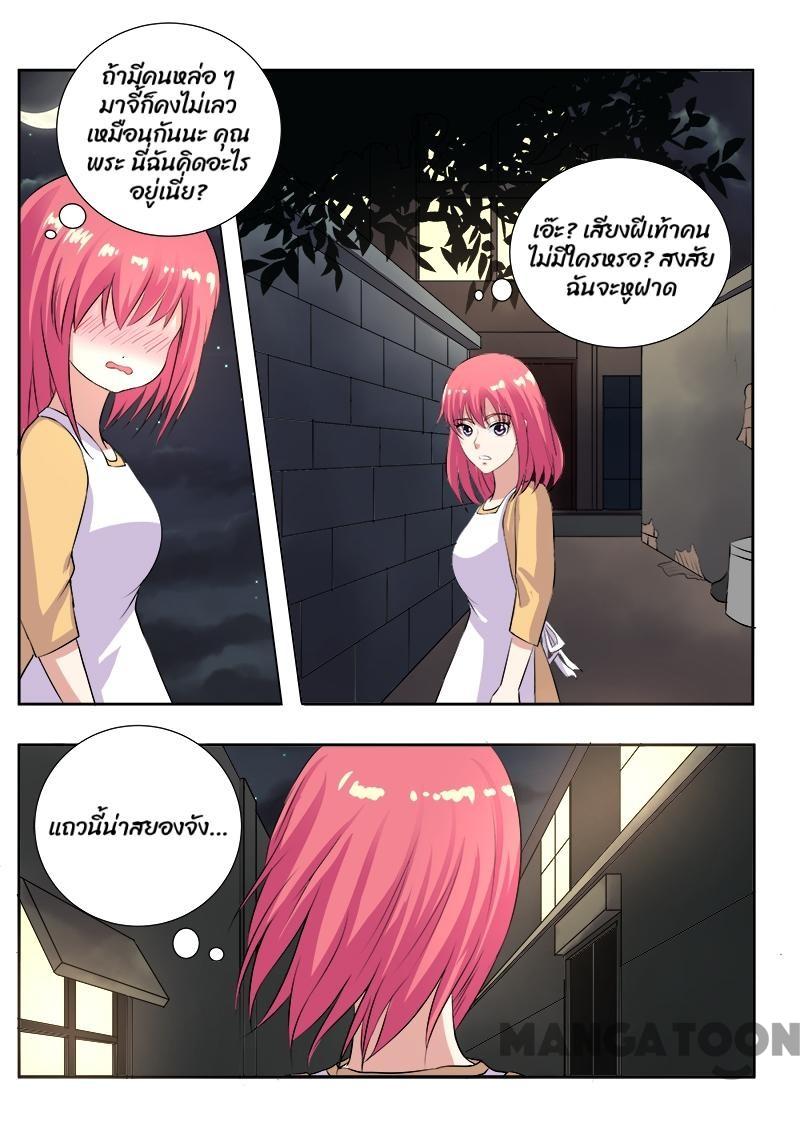 ถ้ามีคนหล่อ ๆ
มาจี้ก็คงไม่เลว
เหมือนกันนะ คุณ
พระ นี่ฉันคิดอะไร
อยู่เนี่ย?
เอ๊ะ? เสียงฝีเท้าคน
ไม่มีใครหรอ? สงสัย
ฉันจะหูฝาด
แถวนี้น่าสยองจัง...
MANGATOON